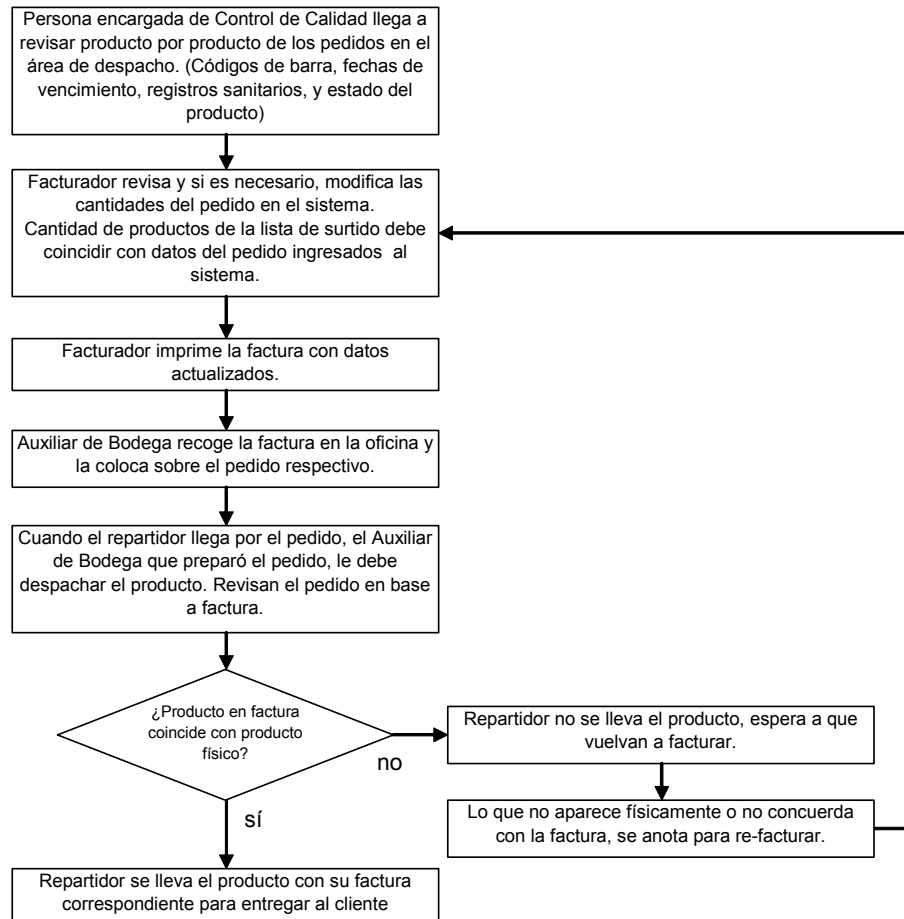 Persona encargada de Control de Calidad llega a
revisar producto por producto de los pedidos en el
área de despacho. (Códigos de barra, fechas de
vencimiento, registros sanitarios, y estado del
producto)
Facturador revisa y si es necesario, modifica las
cantidades del pedido en el sistema.
Cantidad de productos de la lista de surtido debe
coincidir con datos del pedido ingresados al
sistema.
Facturador imprime la factura con datos
actualizados.
Auxiliar de Bodega recoge la factura en la oficina y
la coloca sobre el pedido respectivo.
Cuando el repartidor llega por el pedido, el Auxiliar
de Bodega que preparó el pedido, le debe
despachar el producto. Revisan el pedido en base
a factura.
¿Producto en factura
coincide con producto
físico?
no
Repartidor no se lleva el producto, espera a que
vuelvan a facturar.
Lo que no aparece físicamente o no concuerda
con la factura, se anota para re-facturar.
sí
Repartidor se lleva el producto con su factura
correspondiente para entregar al cliente